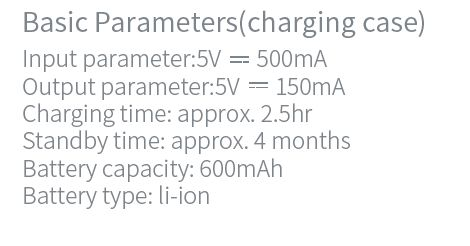 Basic Parameters(charging case)
Input parameter:5V ⎓ 500mA
Output parameter:5V ⎓ 150mA
Charging time: approx. 2.5hr
Standby time: approx. 4 months
Battery capacity: 600mAh
Battery type: li-ion